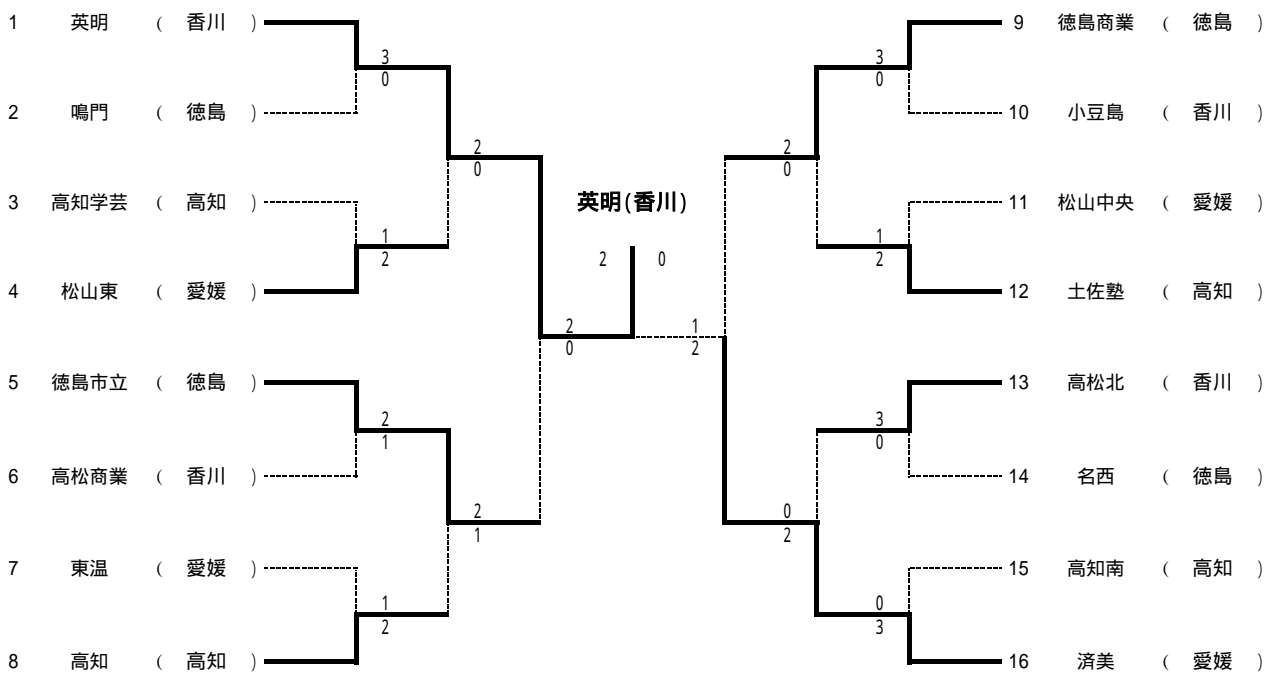 1 英明 ( 香川 ) 9 徳島商業 ( 徳島 )
3 3
0 0
2 鳴門 ( 徳島 ) 10 小豆島 ( 香川 )
2 2
0 0
3 高知学芸 ( 高知 ) 英明(香川) 11 松山中央 ( 愛媛 )
1 1
2 2
2 0
4 松山東 ( 愛媛 ) 12 土佐塾 ( 高知 )
2 1
0 2
5 徳島市立 ( 徳島 ) 13 高松北 ( 香川 )
2 3
1 0
6 高松商業 ( 香川 ) 14 名西 ( 徳島 )
2 0
1 2
7 東温 ( 愛媛 ) 15 高知南 ( 高知 )
1 0
2 3
8 高知 ( 高知 ) 16 済美 ( 愛媛 )